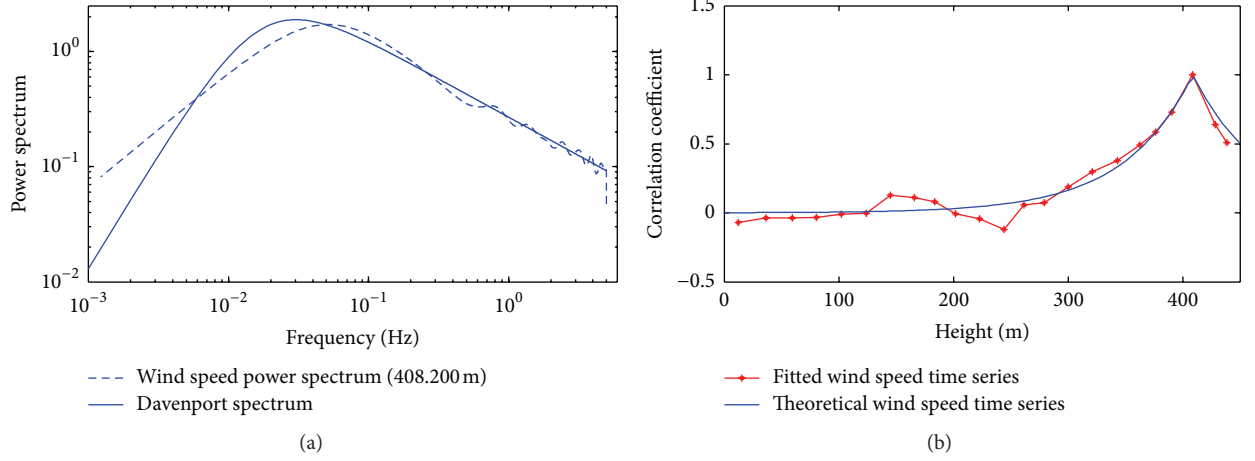 Power spectrum
10^0
10^−1
10^−2
10^−3
10^−2
10^−1
10^0
Frequency (Hz)
Wind speed power spectrum (408.200 m)
Davenport spectrum
(a)
Correlation coefficient
1.5
1
0.5
0
−0.5
0
100
200
300
400
Height (m)
Fitted wind speed time series
Theoretical wind speed time series
(b)